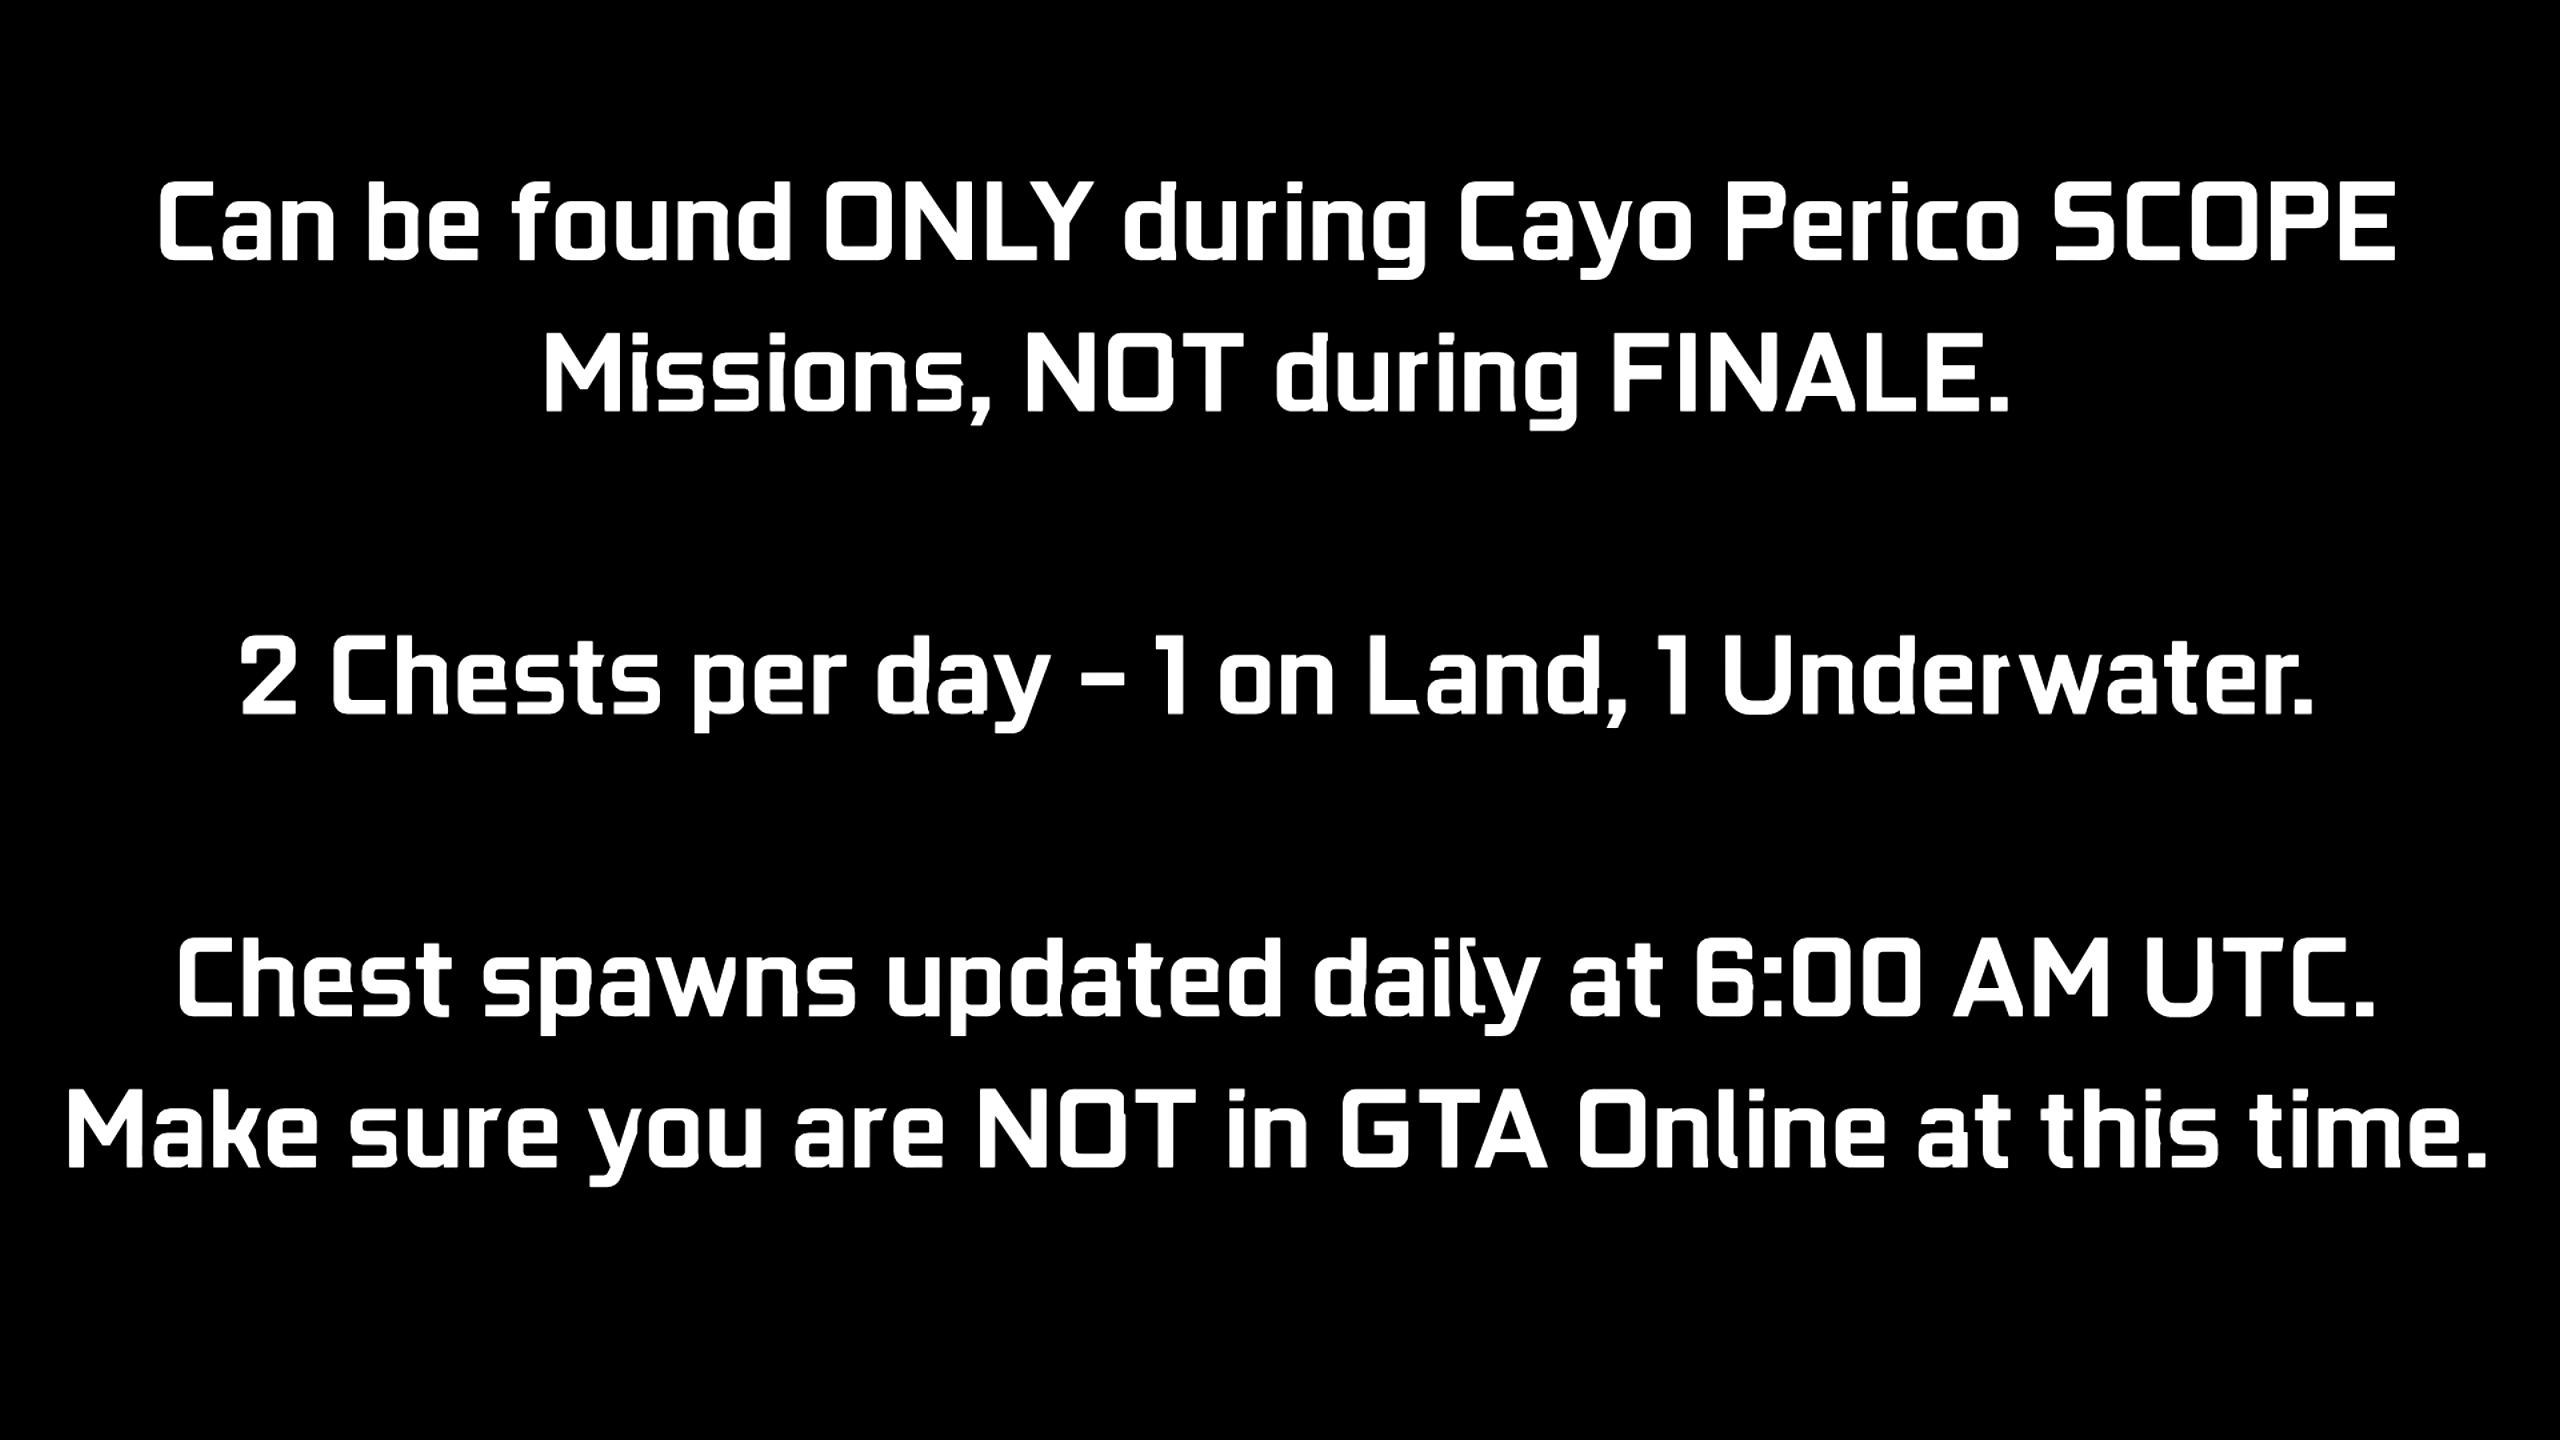 Can be found ONLY during Cayo Perico SCOPE
Missions, NOT during FINALE.
2 Chests per day - 1 on Land, 1 Underwater.
Chest spawns updated daily at 6:00 AM UTC.
Make sure you are NOT in GTA Online at this time.